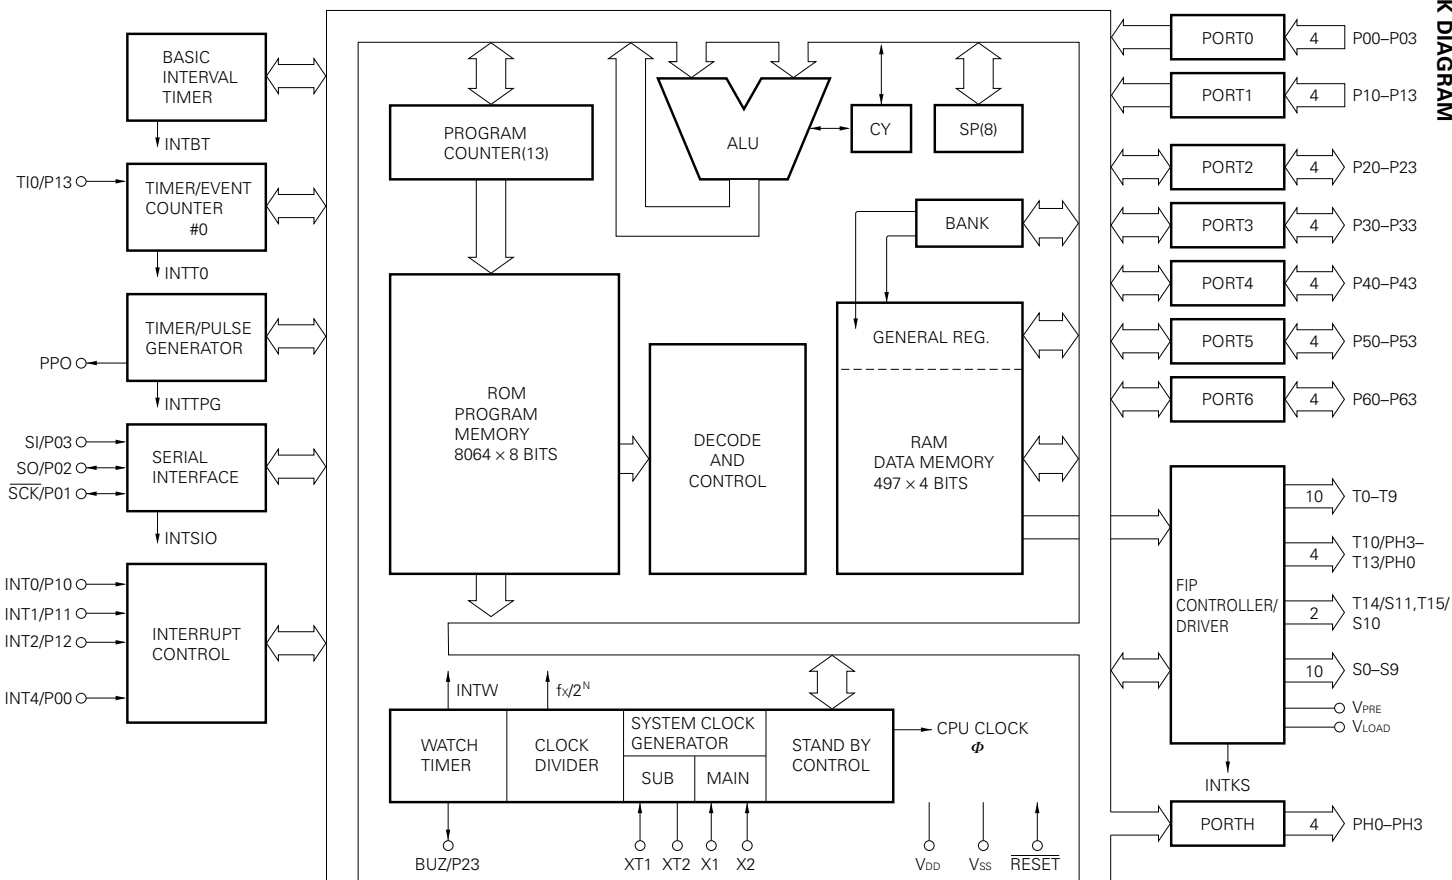 K DIAGRAM
BASIC
INTERVAL
TIMER
INTBT
TI0/P13
TIMER/EVENT
COUNTER
#0
INTT0
TIMER/PULSE
GENERATOR
PPO
INTTPG
SI/P03
SO/P02
SCK/P01
SERIAL
INTERFACE
INTSIO
INT0/P10
INT1/P11
INT2/P12
INT4/P00
INTERRUPT
CONTROL
PROGRAM
COUNTER(13)
ALU
CY
SP(8)
BANK
GENERAL REG.
ROM
PROGRAM
MEMORY
8064 × 8 BITS
DECODE
AND
CONTROL
RAM
DATA MEMORY
497 × 4 BITS
INTW
fX/2N
WATCH
TIMER
CLOCK
DIVIDER
SYSTEM CLOCK
GENERATOR
SUB
MAIN
STAND BY
CONTROL
CPU CLOCK
Φ
BUZ/P23
XT1
XT2
X1
X2
VDD
VSS
RESET
PORT0
4
P00–P03
PORT1
4
P10–P13
PORT2
4
P20–P23
PORT3
4
P30–P33
PORT4
4
P40–P43
PORT5
4
P50–P53
PORT6
4
P60–P63
FIP
CONTROLLER/
DRIVER
10
T0–T9
4
T10/PH3–
T13/PH0
2
T14/S11,T15/
S10
10
S0–S9
VPRE
VLOAD
INTKS
PORTH
4
PH0–PH3